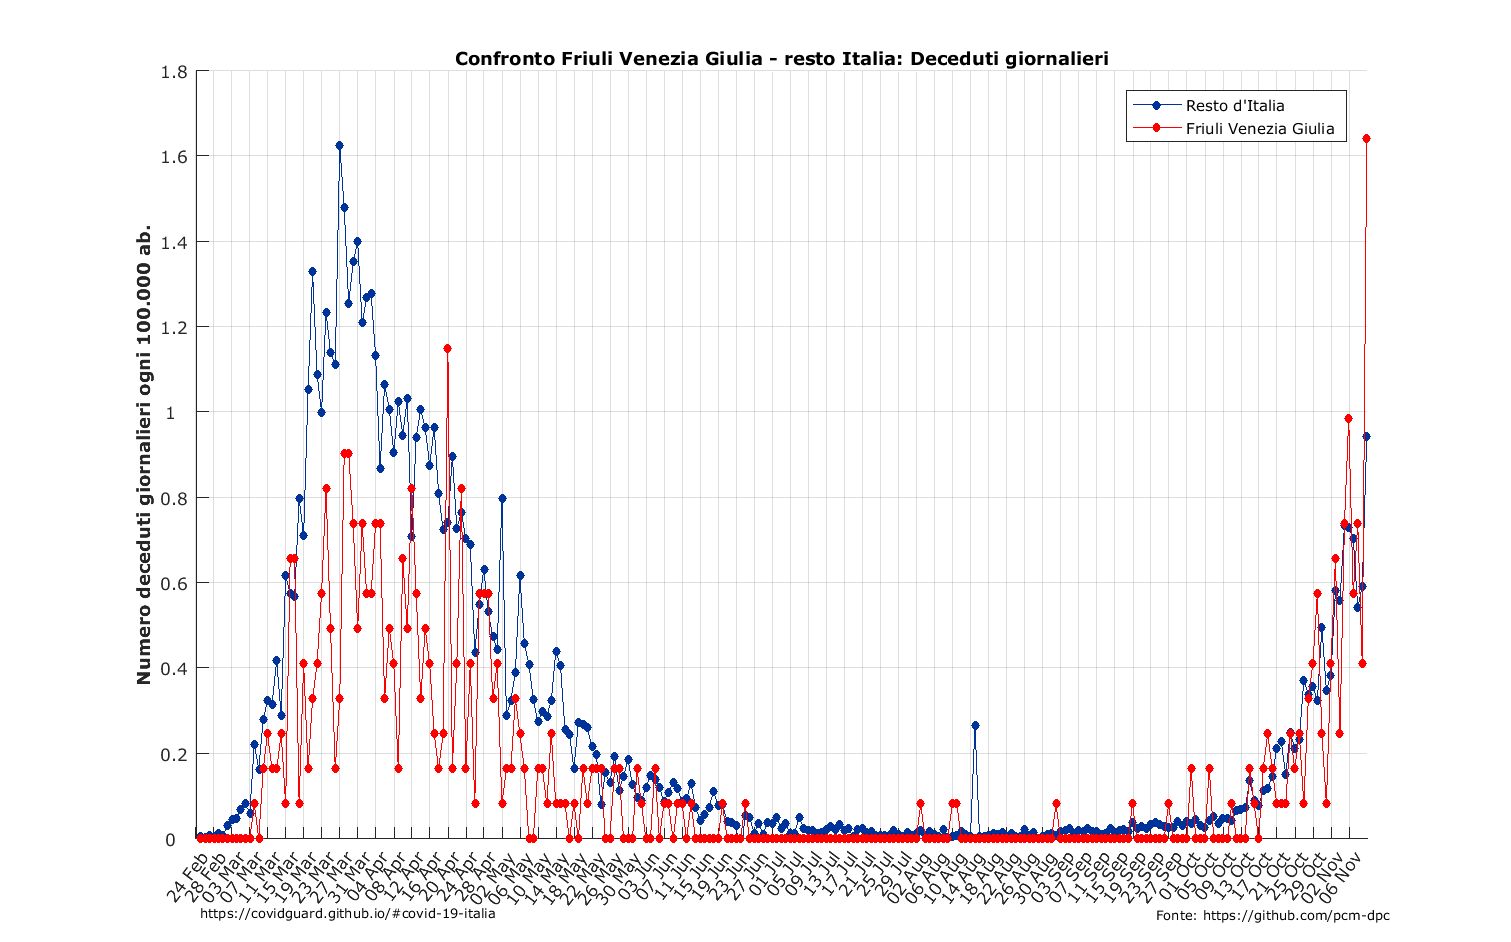 Confronto Friuli Venezia Giulia - resto Italia: Deceduti giornalieri
Resto d'Italia
Friuli Venezia Giulia
Numero deceduti giornalieri ogni 100.000 ab.
1.8
1.6
1.4
1.2
1
0.8
0.6
0.4
0.2
0
24 Feb
28 Feb
03 Mar
07 Mar
11 Mar
15 Mar
19 Mar
23 Mar
27 Mar
31 Mar
04 Apr
08 Apr
12 Apr
16 Apr
20 Apr
24 Apr
28 Apr
02 May
06 May
10 May
14 May
18 May
22 May
26 May
30 May
03 Jun
07 Jun
11 Jun
15 Jun
19 Jun
23 Jun
27 Jun
01 Jul
05 Jul
09 Jul
13 Jul
17 Jul
21 Jul
25 Jul
29 Jul
02 Aug
06 Aug
10 Aug
14 Aug
18 Aug
22 Aug
26 Aug
30 Aug
03 Sep
07 Sep
11 Sep
15 Sep
19 Sep
23 Sep
27 Sep
01 Oct
05 Oct
09 Oct
13 Oct
17 Oct
21 Oct
25 Oct
29 Oct
02 Nov
06 Nov
https://covidguard.github.io/#covid-19-italia
Fonte: https://github.com/pcm-dpc